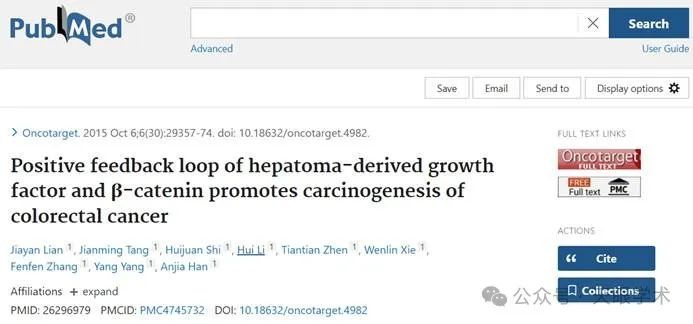 PubMed®
Search
Advanced
User Guide
Save
Email
Send to
Display options
Oncotarget. 2015 Oct 6;6(30):29357-74. doi: 10.18632/oncotarget.4982.
FULL TEXT LINKS
Positive feedback loop of hepatoma-derived growth
factor and β-catenin promotes carcinogenesis of
colorectal cancer
Oncotarget
FULL TEXT
FREE
Full text
PMC
Jiayan Lian 1, Jianming Tang 1, Huijuan Shi 1, Hui Li 1, Tiantian Zhen 1, Wenlin Xie 1,
Fenfen Zhang 1, Yang Yang 1, Anjia Han 1
ACTIONS
Cite
Collections
Affiliations + expand
PMID: 26296979 PMCID: PMC4745732 DOI: 10.18632/oncotarget.4982
公众号 · 天眼学术